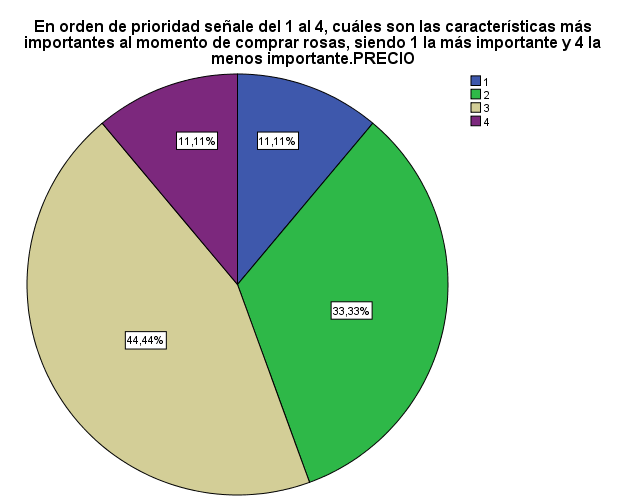 En orden de prioridad señale del 1 al 4, cuáles son las características más
importantes al momento de comprar rosas, siendo 1 la más importante y 4 la
menos importante.PRECIO
1
2
3
4
11,11%
11,11%
33,33%
44,44%